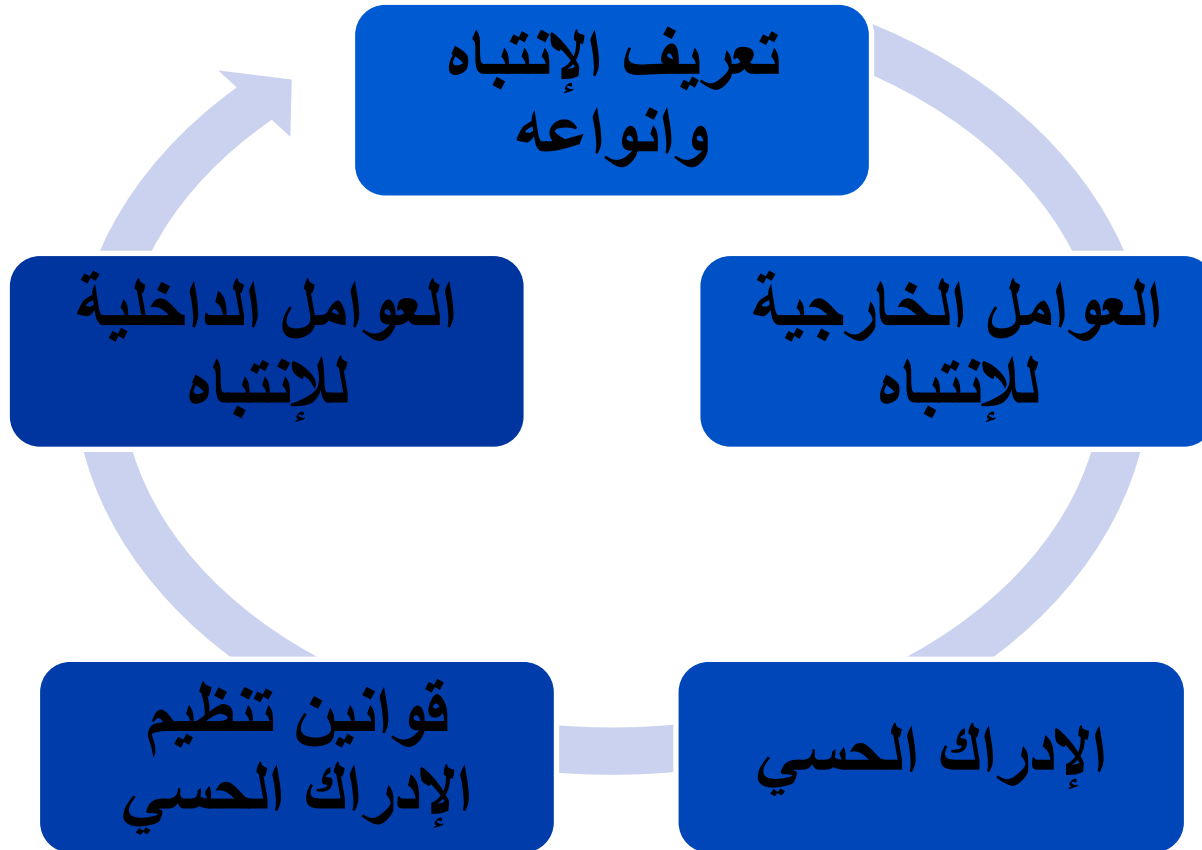 تعريف الإنتباه
وانواعه
العوامل الخارجية
للإنتباه
الإدراك الحسي
قوانين تنظيم
الإدراك الحسي
العوامل الداخلية
للإنتباه